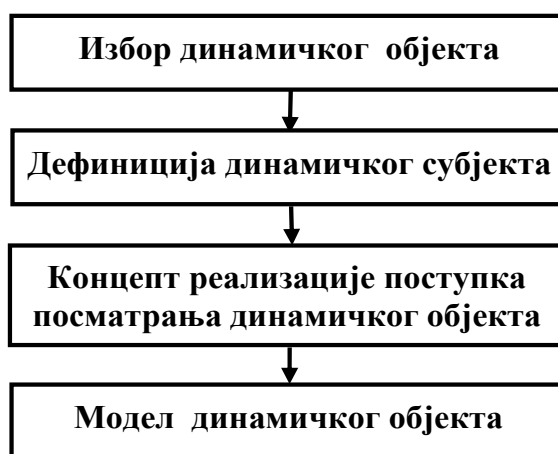 Избор динамичког објекта
Дефиниција динамичког субјекта
Концепт реализације поступка
посматрања динамичког објекта
Модел динамичког објекта